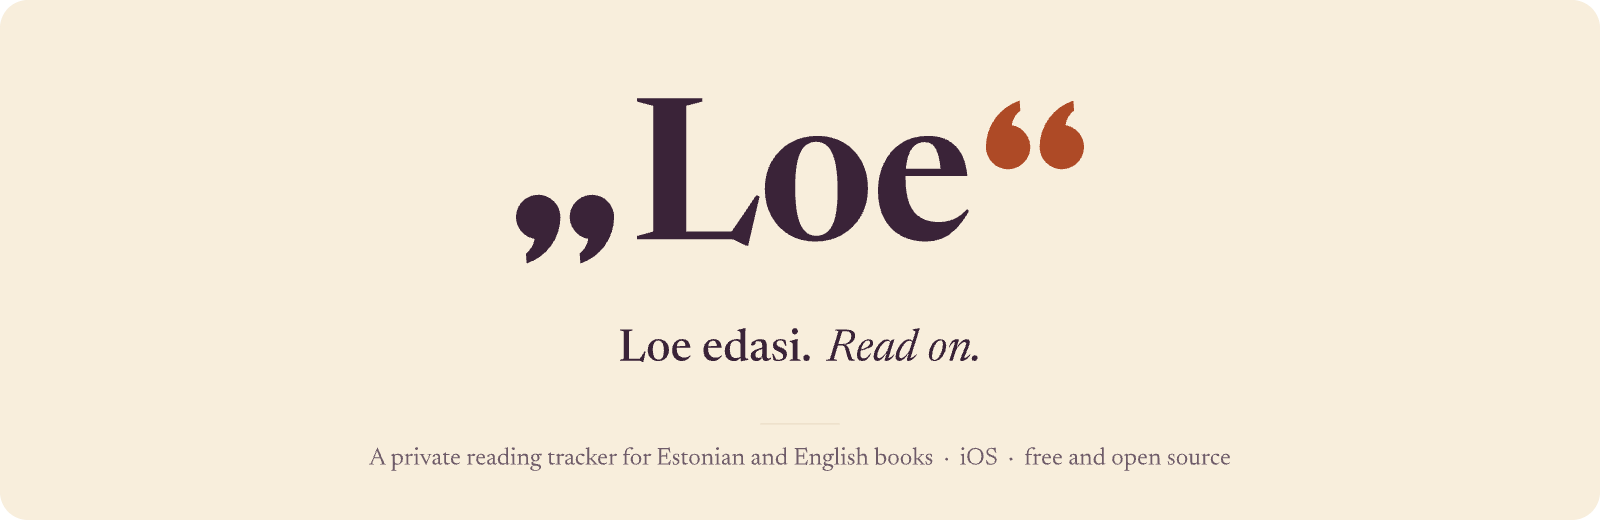 „Loe“
Loe edasi. Read on.
A private reading tracker for Estonian and English books · iOS · free and open source